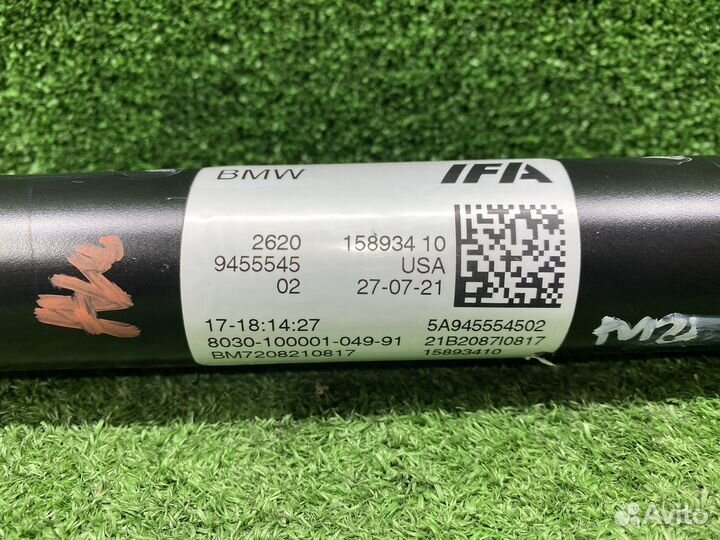 BMW IFA
2620 158934 10
9455545 USA
02 27-07-21
17-18:14:27 5A945554502
8030-100001-049-91 21B2087I0817
BM7208210817 15893410
Avito